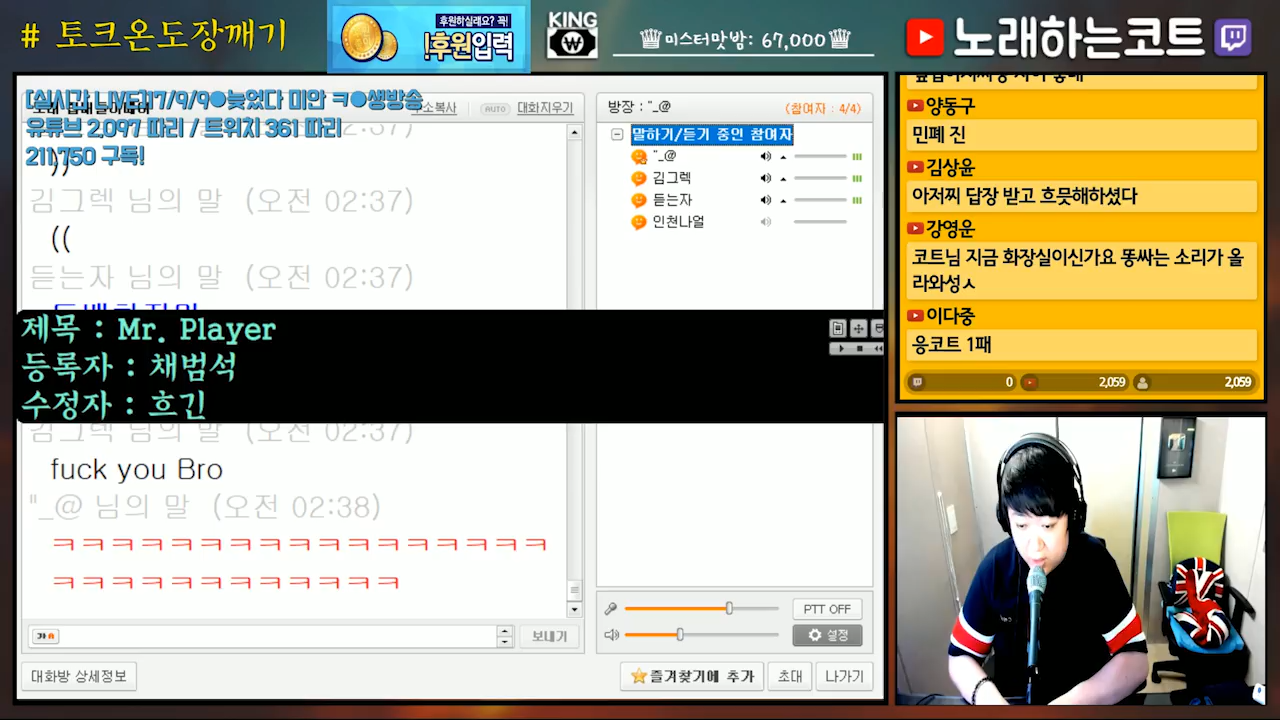 # 토크온도장깨기
후원하실래요? 꼭!
!후원입력
KING
₩
미스터맛밤: 67,000
노래하는코트
[실시간 LIVE]17/9/9●늦었다 미안 ㅋ●생방송
유튜브 2,097 따리 / 트위치 361 따리
211,750 구독!
주소복사
AUTO
대화지우기
))
김그렉 님의 말 (오전 02:37)
((
듣는자 님의 말 (오전 02:37)
제목 : Mr. Player
등록자 : 채범석
수정자 : 흐긴
김그렉 님의 말 (오전 02:37)
fuck you Bro
"_@ 님의 말 (오전 02:38)
ㅋㅋㅋㅋㅋㅋㅋㅋㅋㅋㅋㅋㅋㅋㅋㅋㅋ
ㅋㅋㅋㅋㅋㅋㅋㅋㅋㅋㅋㅋ
가A
보내기
대화방 상세정보
방장 : "_@
(참여자 : 4/4)
말하기/듣기 중인 참여자
"_@
김그렉
듣는자
인천나얼
PTT OFF
설정
즐겨찾기에 추가
초대
나가기
양동구
민폐 진
김상윤
아저찌 답장 받고 흐뭇해하셨다
강영운
코트님 지금 화장실이신가요 똥싸는 소리가 올
라와성ㅅ
이다중
응코트 1패
0
2,059
2,059